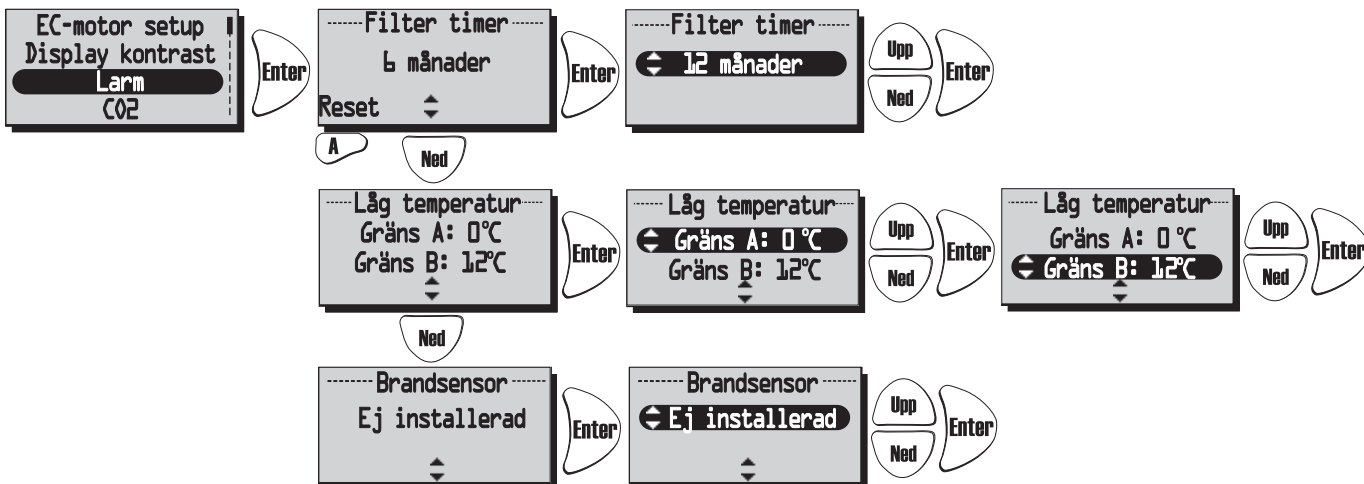 EC-motor setup
Display kontrast
Larm
CO2
Enter
Filter timer
6 månader
Reset
A
Ned
Enter
Filter timer
12 månader
Upp
Ned
Enter
Låg temperatur
Gräns A: 0°C
Gräns B: 12°C
Ned
Enter
Låg temperatur
Gräns A: 0 °C
Gräns B: 12°C
Upp
Ned
Enter
Låg temperatur
Gräns A: 0 °C
Gräns B: 12°C
Upp
Ned
Enter
Brandsensor
Ej installerad
Enter
Brandsensor
Ej installerad
Upp
Ned
Enter